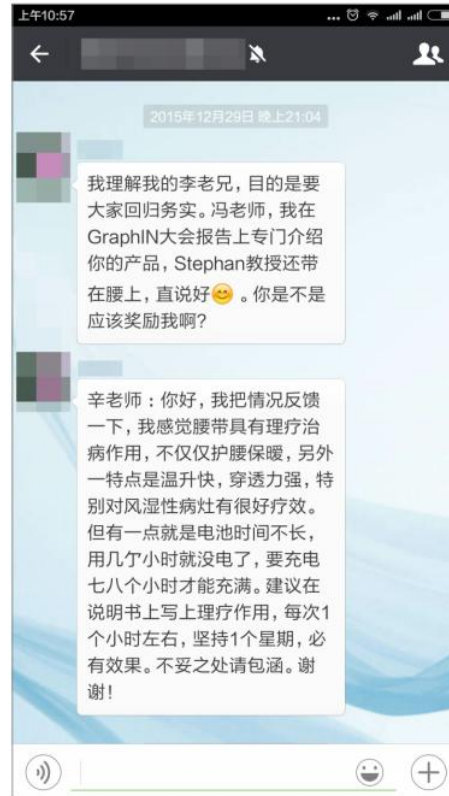 上午10:57
...
2015年12月29日 晚上21:04
我理解我的李老兄，目的是要
大家回归务实。冯老师，我在
GraphIN大会报告上专门介绍
你的产品，Stephan教授还带
在腰上，直说好😊。你是不是
应该奖励我啊？
辛老师：你好，我把情况反馈
一下，我感觉腰带具有理疗治
病作用，不仅仅护腰保暖，另外
一特点是温升快，穿透力强，特
别对风湿性病灶有很好疗效。
但有一点就是电池时间不长，
用几亇小时就没电了，要充电
七八个小时才能充满。建议在
说明书上写上理疗作用，每次1
个小时左右，坚持1个星期，必
有效果。不妥之处请包涵。谢
谢！